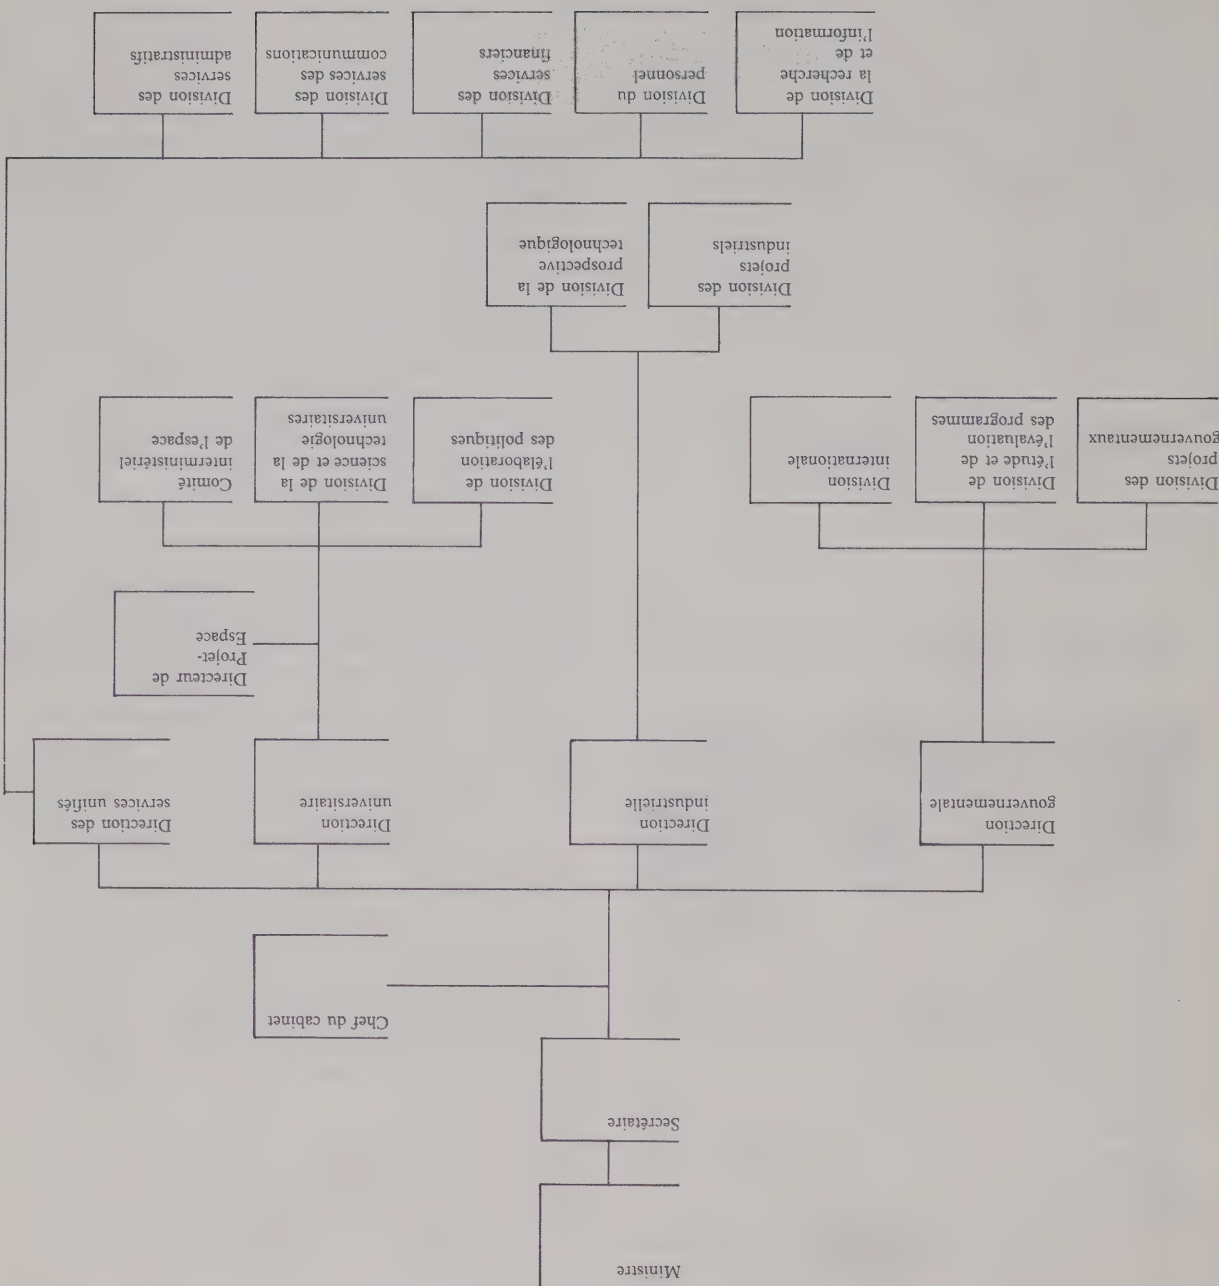 Ministre
Secrétaire
Chef du cabinet
Direction
gouvernementale
Direction
industrielle
Direction
universitaire
Direction des
services unifiés
Directeur de
Projet-
Espace
Division des
projets
gouvernementaux
Division de
l'étude et de
l'évaluation
des programmes
Division
internationale
Division de
l'élaboration
des politiques
Division de la
science et de la
technologie
universitaires
Comité
interministériel
de l'espace
Division des
projets
industriels
Division de la
prospective
technologique
Division de
la recherche
et de
l'information
Division du
personnel
Division des
services
financiers
Division des
services des
communications
Division des
services
administratifs